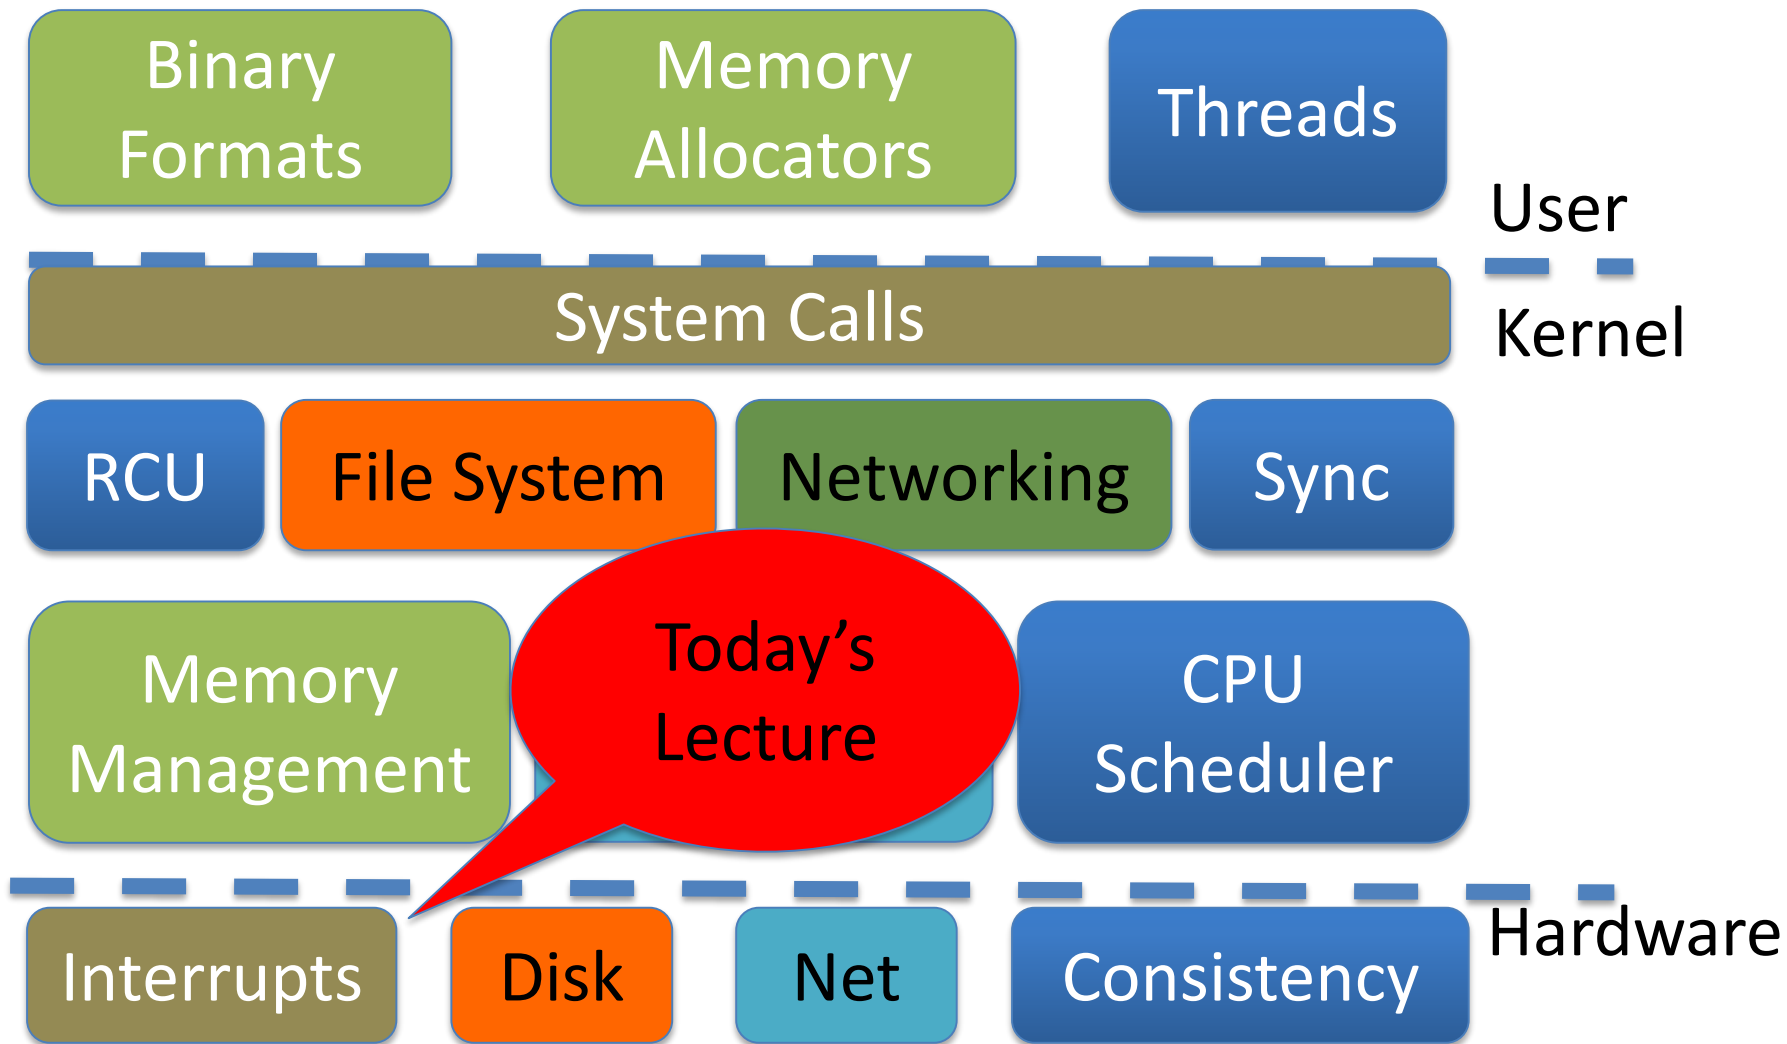 Binary
Formats
Memory
Allocators
Threads
User
System Calls
Kernel
RCU
File System
Networking
Sync
Memory
Management
Today’s
Lecture
CPU
Scheduler
Interrupts
Disk
Net
Consistency
Hardware